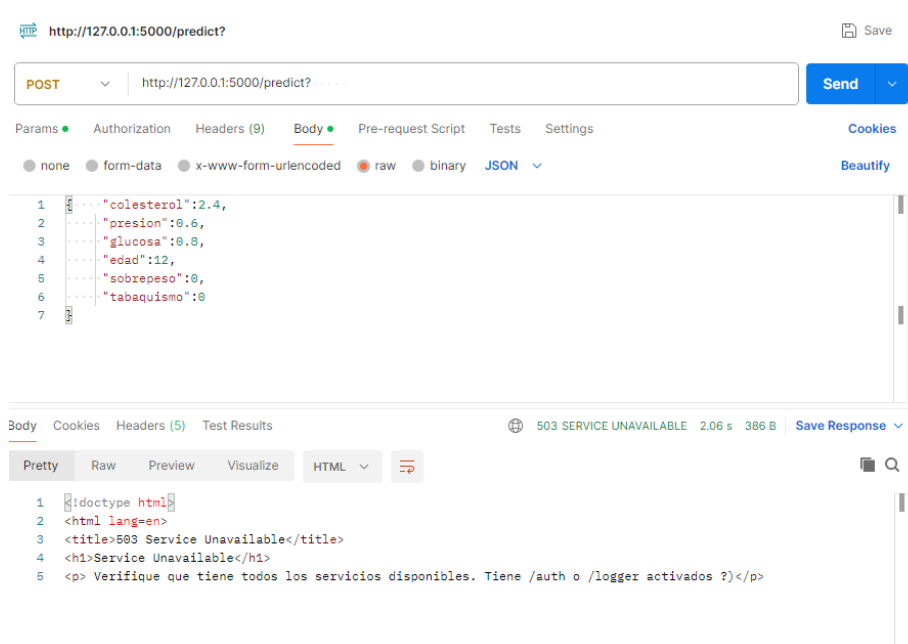 HTTP http://127.0.0.1:5000/predict? Save
POST http://127.0.0.1:5000/predict? Send
Params Authorization Headers (9) Body Pre-request Script Tests Settings Cookies
none form-data x-www-form-urlencoded raw binary JSON Beautify
1 { "colesterol":2.4,
2 "presion":0.6,
3 "glucosa":0.8,
4 "edad":12,
5 "sobrepeso":0,
6 "tabaquismo":0
7 }
Body Cookies Headers (5) Test Results 503 SERVICE UNAVAILABLE 2.06 s 386 B Save Response
Pretty Raw Preview Visualize HTML
1 <!doctype html>
2 <html lang=en>
3 <title>503 Service Unavailable</title>
4 <h1>Service Unavailable</h1>
5 <p> Verifique que tiene todos los servicios disponibles. Tiene /auth o /logger activados ?)</p>